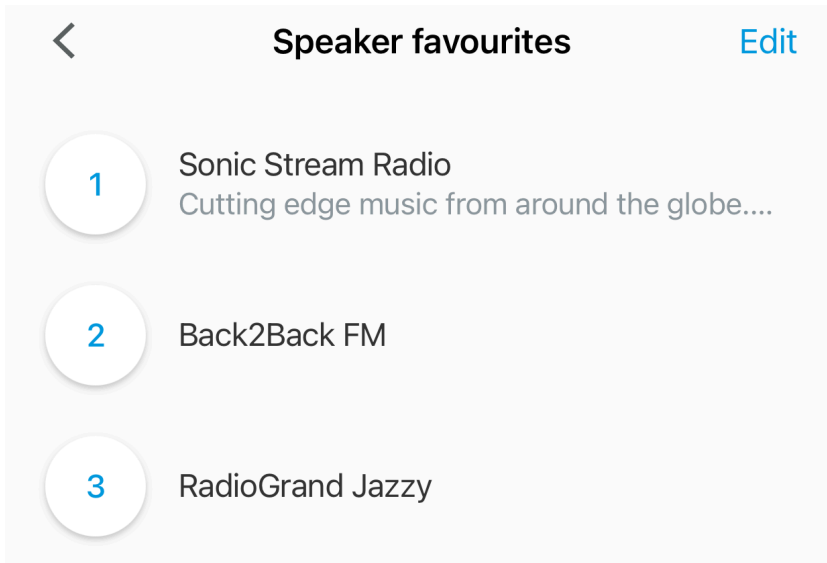 Speaker favourites
Edit
1
Sonic Stream Radio
Cutting edge music from around the globe....
2
Back2Back FM
3
RadioGrand Jazzy